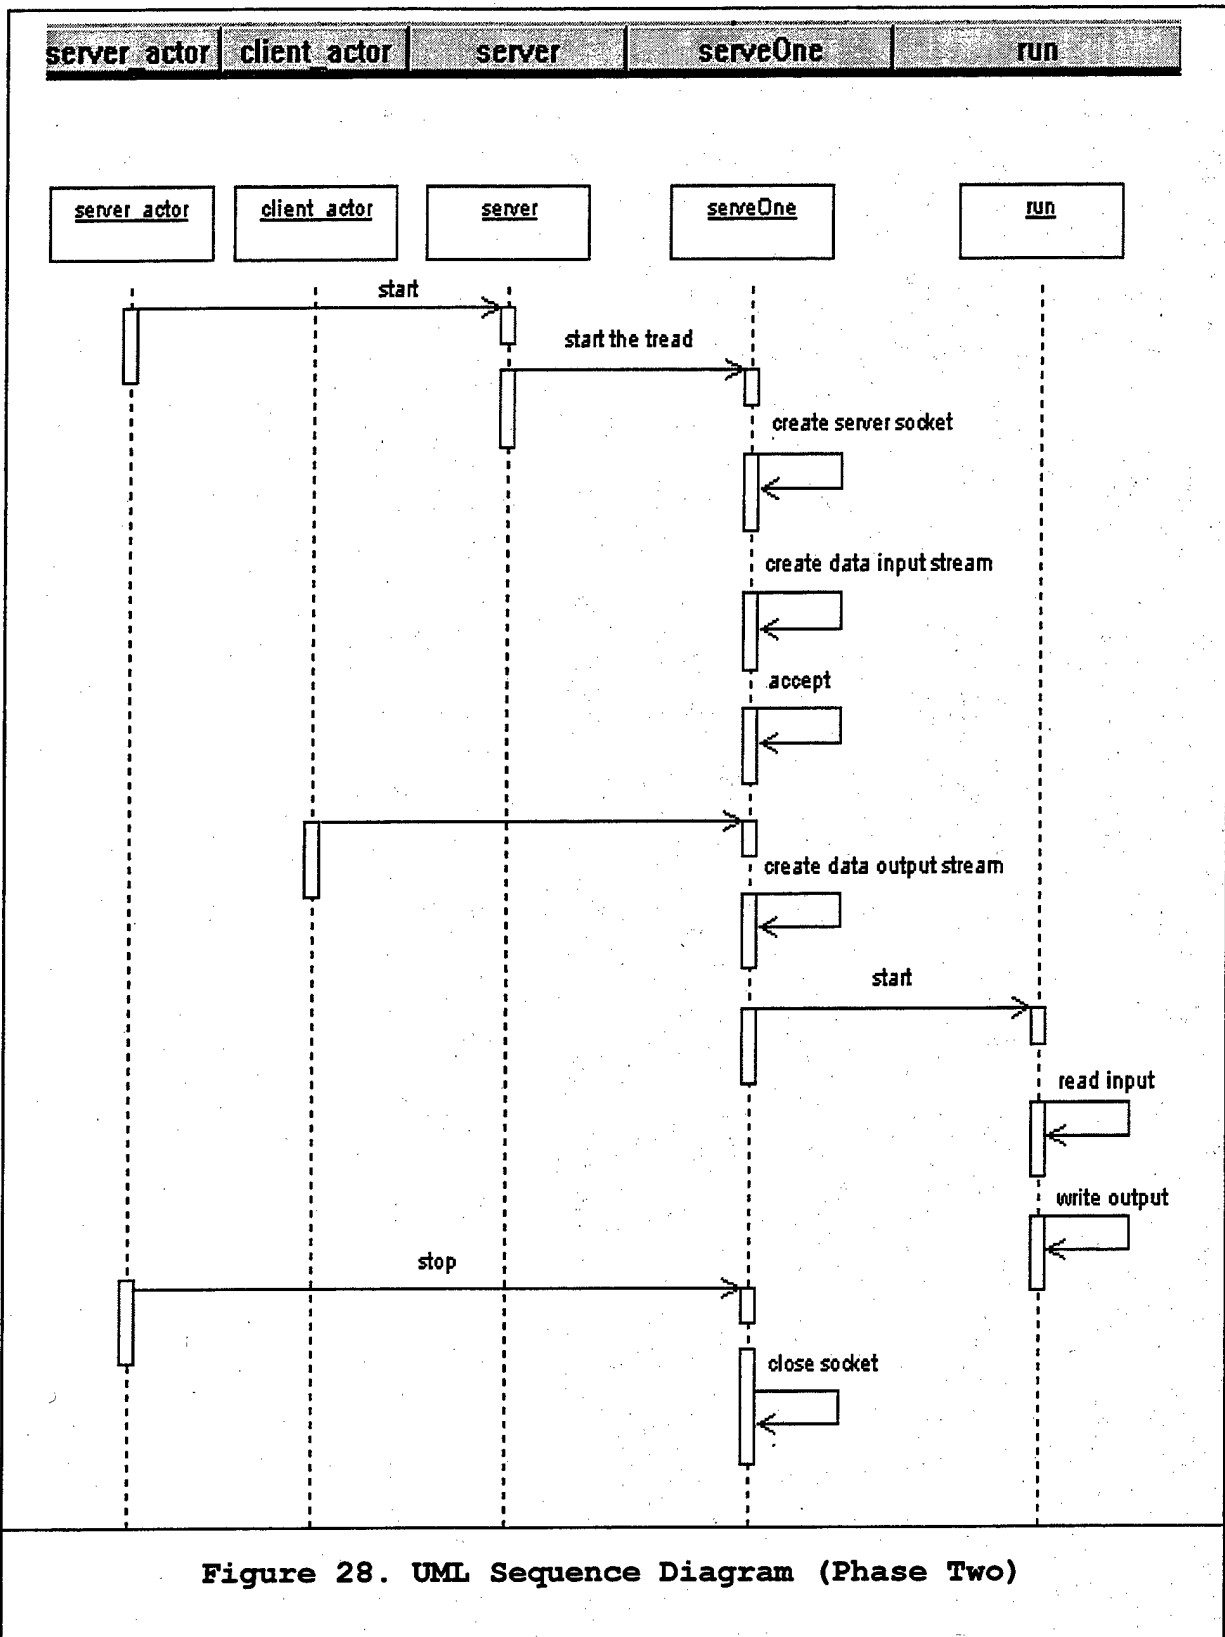 server_actor client_actor server serveOne run
server_actor client_actor server serveOne run
start
start the tread
create server socket
create data input stream
accept
create data output stream
start
read input
write output
stop
close socket
Figure 28. UML Sequence Diagram (Phase Two)